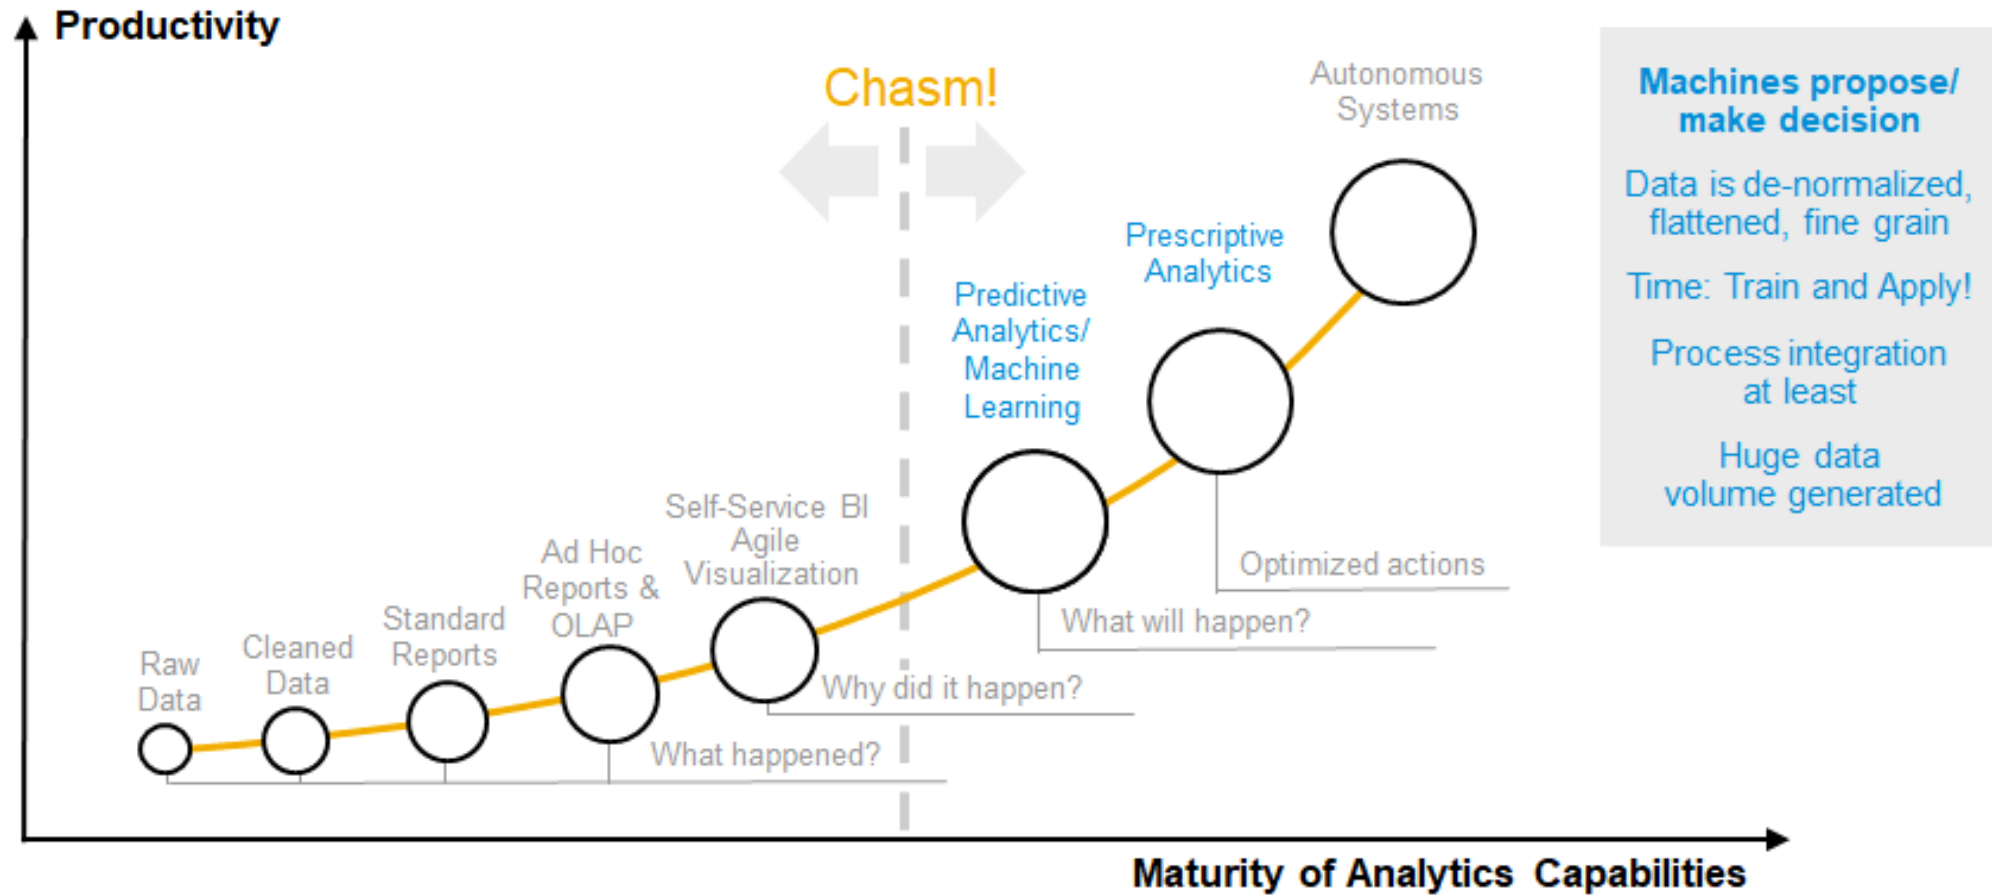 Productivity
Chasm!
Autonomous
Systems
Prescriptive
Analytics
Predictive
Analytics/
Machine
Learning
Self-Service BI
Agile
Visualization
Ad Hoc
Reports &
OLAP
Standard
Reports
Cleaned
Data
Raw
Data
Optimized actions
What will happen?
Why did it happen?
What happened?
Maturity of Analytics Capabilities
Machines propose/
make decision
Data is de-normalized,
flattened, fine grain
Time: Train and Apply!
Process integration
at least
Huge data
volume generated